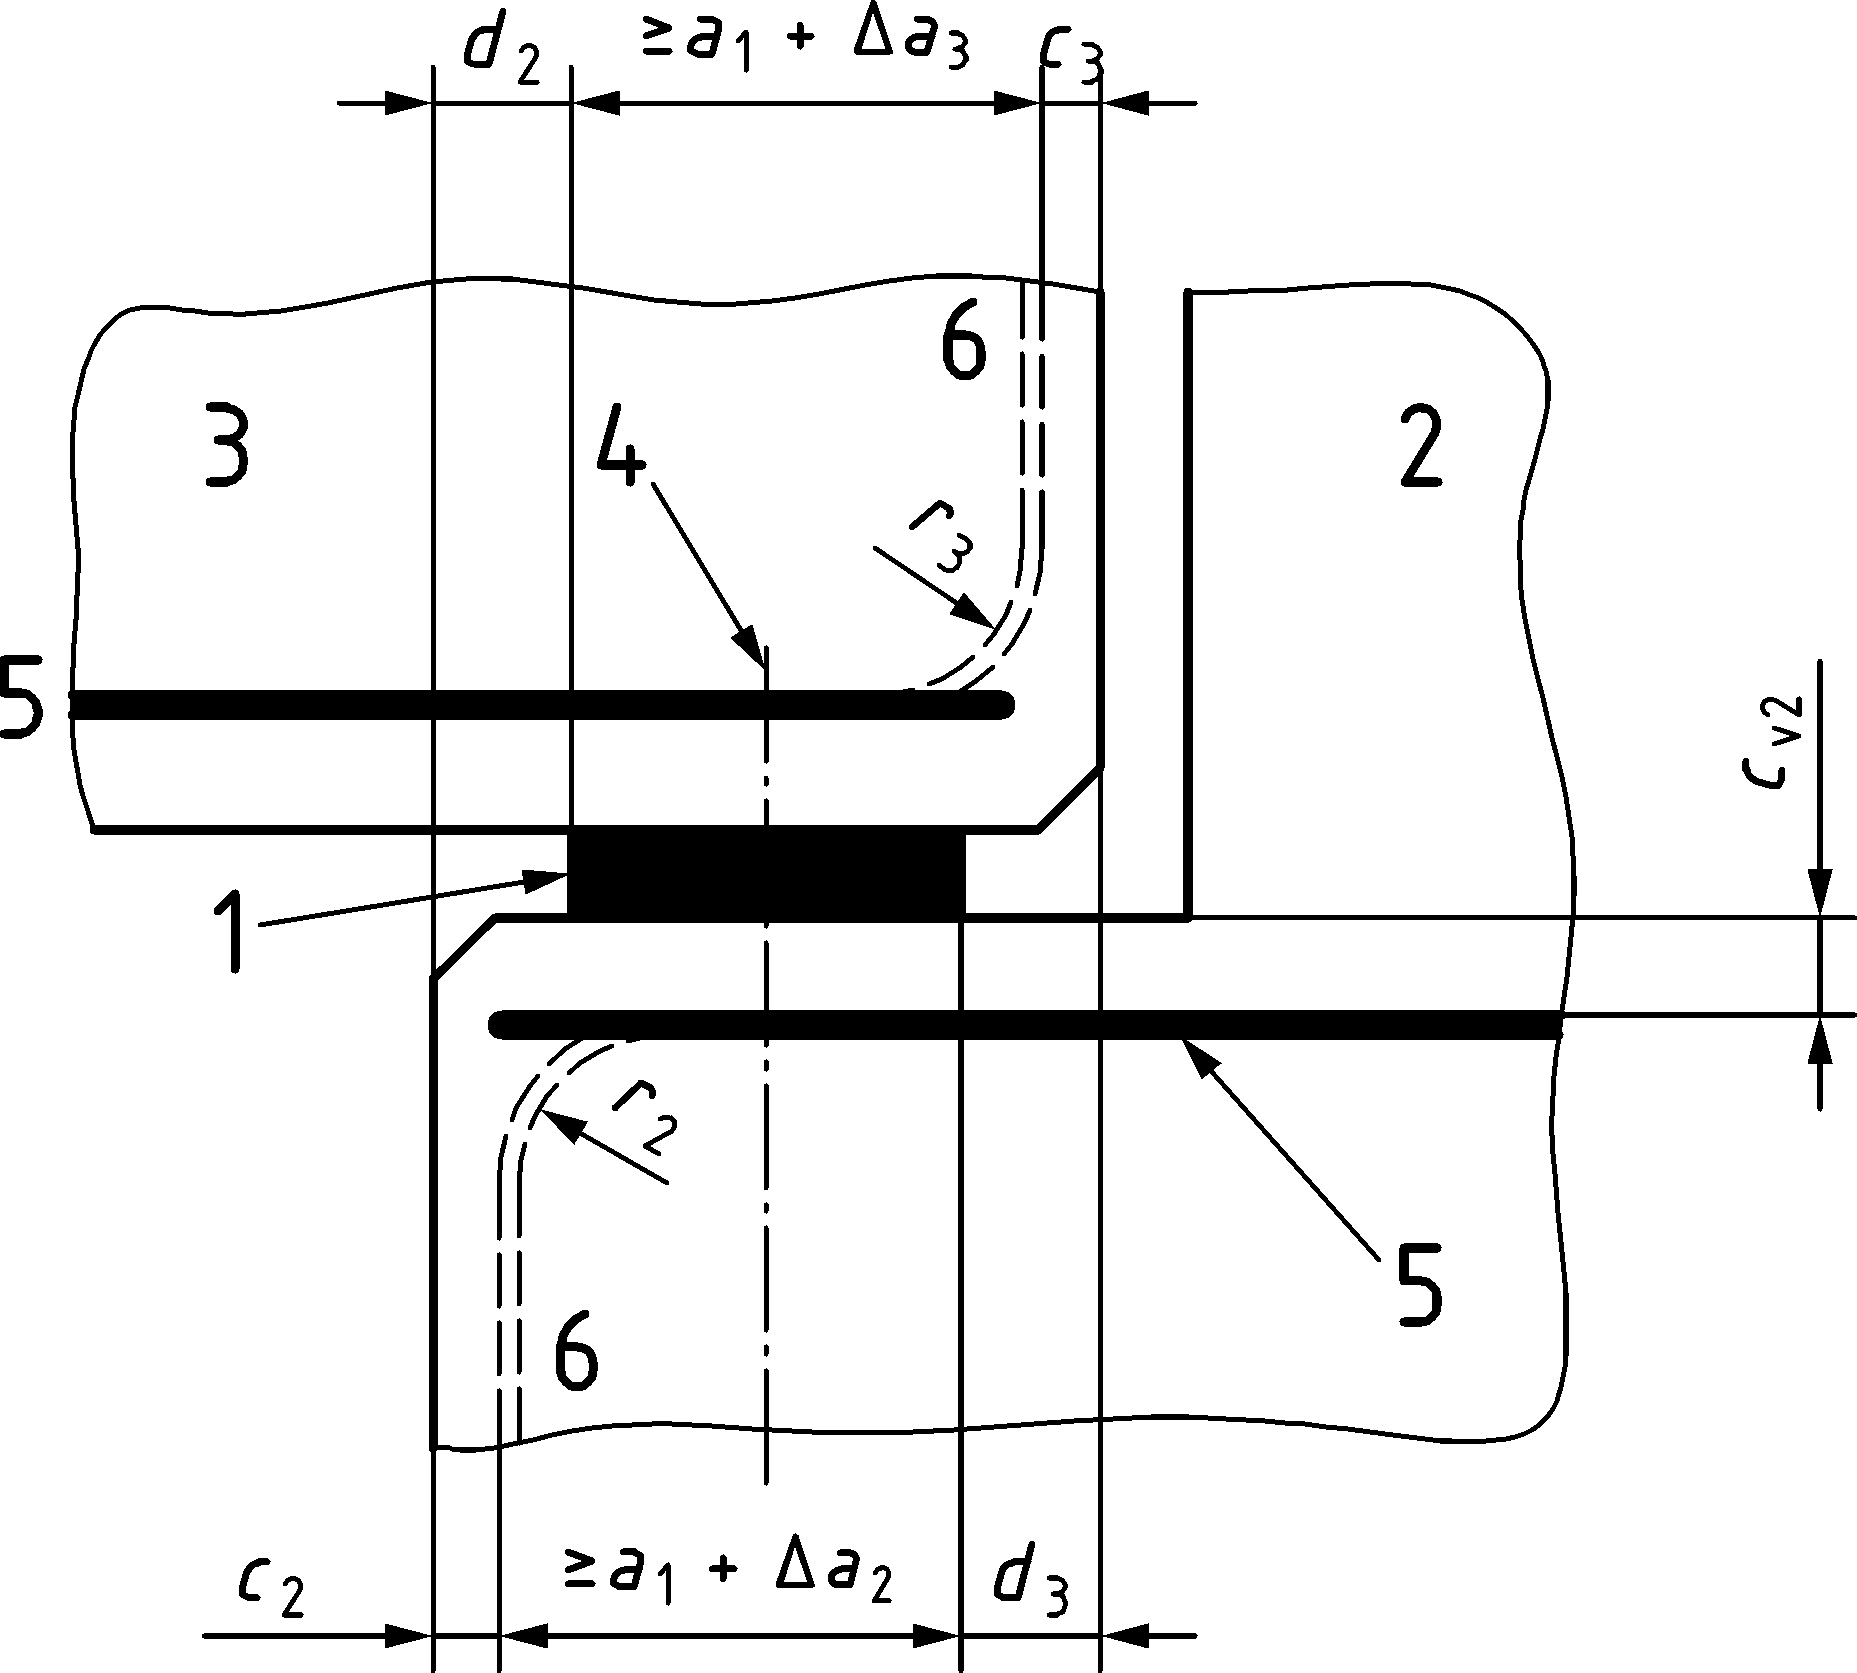 d2 ≥a1 + Δa3 c3
6
3 4 2
r3
5
cv2
1
r2
5
6
c2 ≥a1 + Δa2 d3